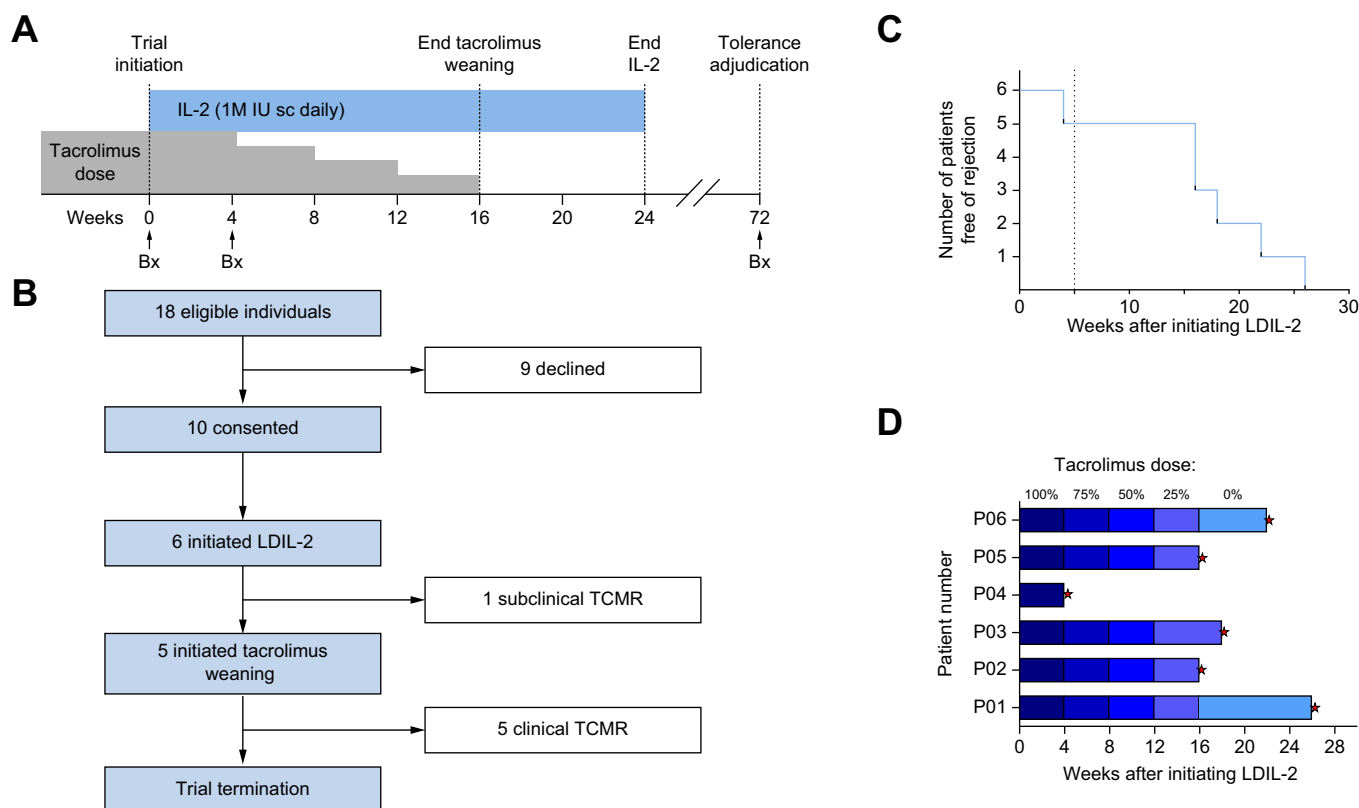 A
Trial
initiation
End tacrolimus
weaning
End
IL-2
Tolerance
adjudication
IL-2 (1M IU sc daily)
Tacrolimus
dose
Weeks 0 4 8 12 16 20 24 72
Bx Bx Bx
B
18 eligible individuals
9 declined
10 consented
6 initiated LDIL-2
1 subclinical TCMR
5 initiated tacrolimus
weaning
5 clinical TCMR
Trial termination
C
Number of patients
free of rejection
6
5
4
3
2
1
0 10 20 30
Weeks after initiating LDIL-2
D
Tacrolimus dose:
100% 75% 50% 25% 0%
Patient number
P06
P05
P04
P03
P02
P01
0 4 8 12 16 20 24 28
Weeks after initiating LDIL-2